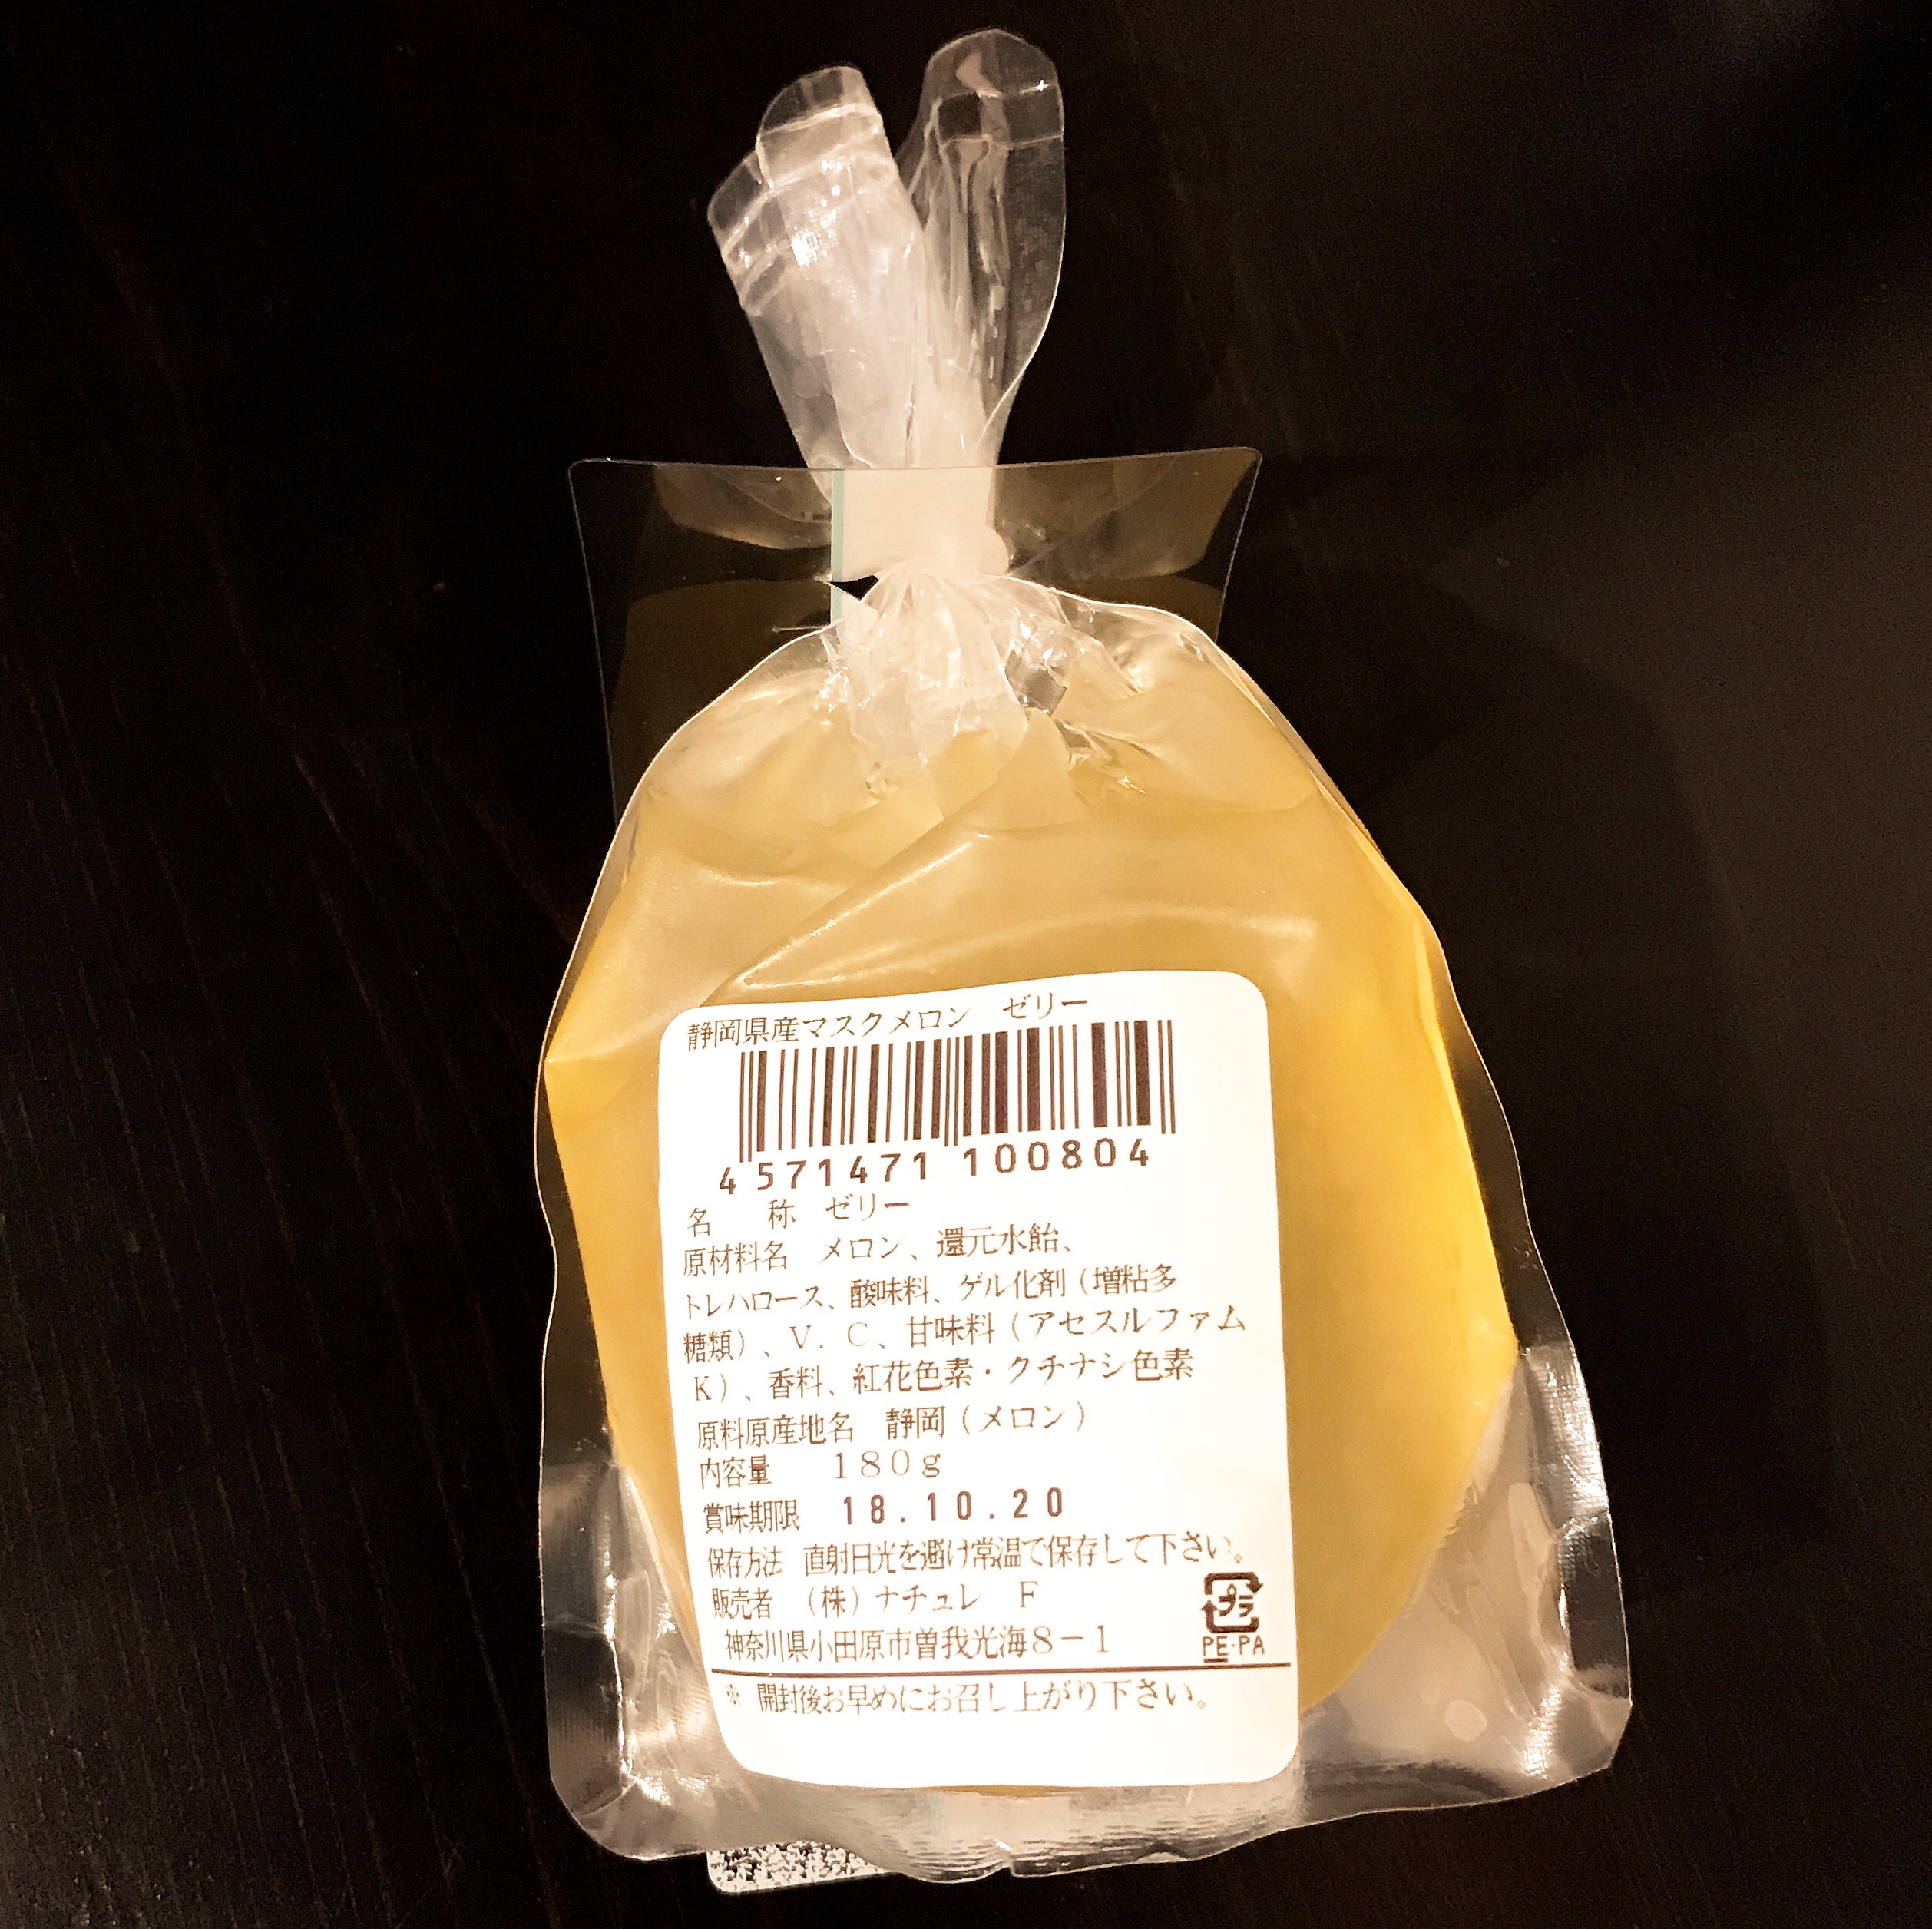 静岡県産マスクメロン　ゼリー
4 571471 100804
名　　称　ゼリー
原材料名　メロン、還元水飴、
トレハロース、酸味料、ゲル化剤（増粘多
糖類）、Ｖ．Ｃ、甘味料（アセスルファム
Ｋ）、香料、紅花色素・クチナシ色素
原料原産地名　静岡（メロン）
内容量　　１８０ｇ
賞味期限　18.10.20
保存方法　直射日光を避け常温で保存して下さい。
販売者　（株）ナチュレ　Ｆ
神奈川県小田原市曽我光海８－１
プラ
PE・PA
※　開封後お早めにお召し上がり下さい。